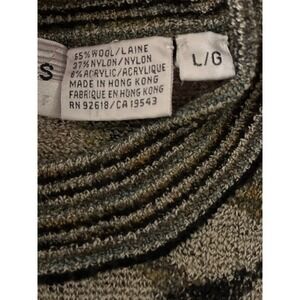 S
55% WOOL/LAINE
37% NYLON/NYLON
8% ACRYLIC/ACRYLIQUE
MADE IN HONG KONG
FABRIQUE EN HONG KONG
RN 92618/CA 19543
L/G